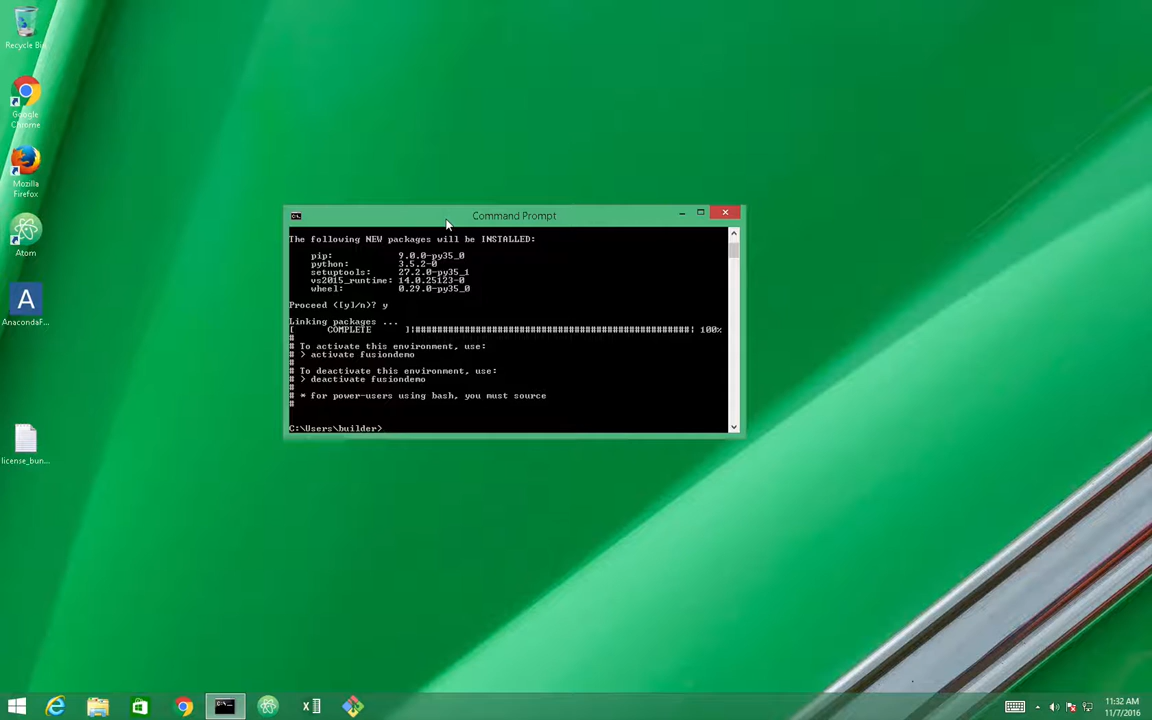 Recycle Bin
Google
Chrome
Mozilla
Firefox
Atom
A
AnacondaF...
license_bun...
Command Prompt
The following NEW packages will be INSTALLED:
pip: 9.0.0-py35_0
python: 3.5.2-0
setuptools: 27.2.0-py35_1
vs2015_runtime: 14.0.25123-0
wheel: 0.29.0-py35_0
Proceed ([y]/n)? y
Linking packages ...
[ COMPLETE ]|##################################################| 100%
#
# To activate this environment, use:
# > activate fusiondemo
#
# To deactivate this environment, use:
# > deactivate fusiondemo
#
# * for power-users using bash, you must source
#
C:\Users\builder>
11:32 AM
11/7/2016